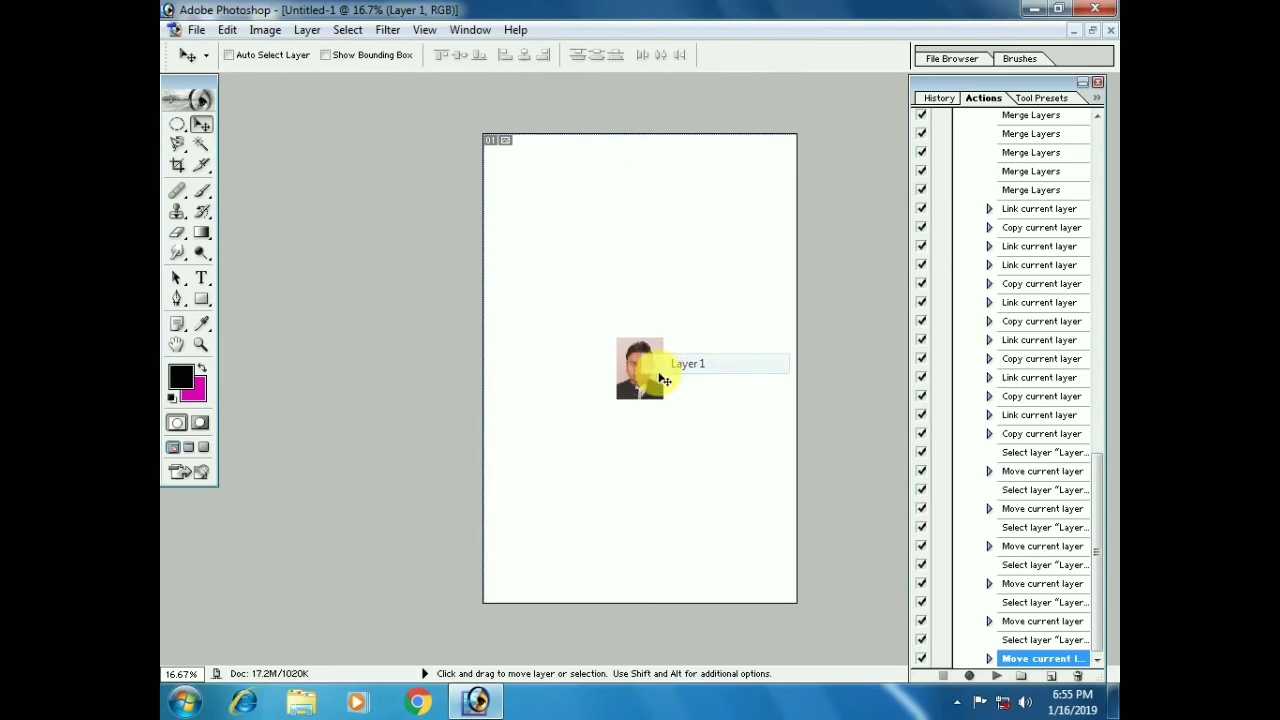 Adobe Photoshop - [Untitled-1 @ 16.7% (Layer 1, RGB)]
File Edit Image Layer Select Filter View Window Help
Auto Select Layer Show Bounding Box
File Browser Brushes
History Actions Tool Presets
01
Merge Layers
Merge Layers
Merge Layers
Merge Layers
Merge Layers
Link current layer
Copy current layer
Link current layer
Link current layer
Copy current layer
Link current layer
Copy current layer
Link current layer
Copy current layer
Link current layer
Copy current layer
Link current layer
Copy current layer
Select layer "Layer...
Move current layer
Select layer "Layer...
Move current layer
Select layer "Layer...
Move current layer
Select layer "Layer...
Move current layer
Select layer "Layer...
Move current layer
Select layer "Layer...
Move current l...
Layer 1
T
16.67% Doc: 17.2M/1020K Click and drag to move layer or selection. Use Shift and Alt for additional options.
6:55 PM
1/16/2019